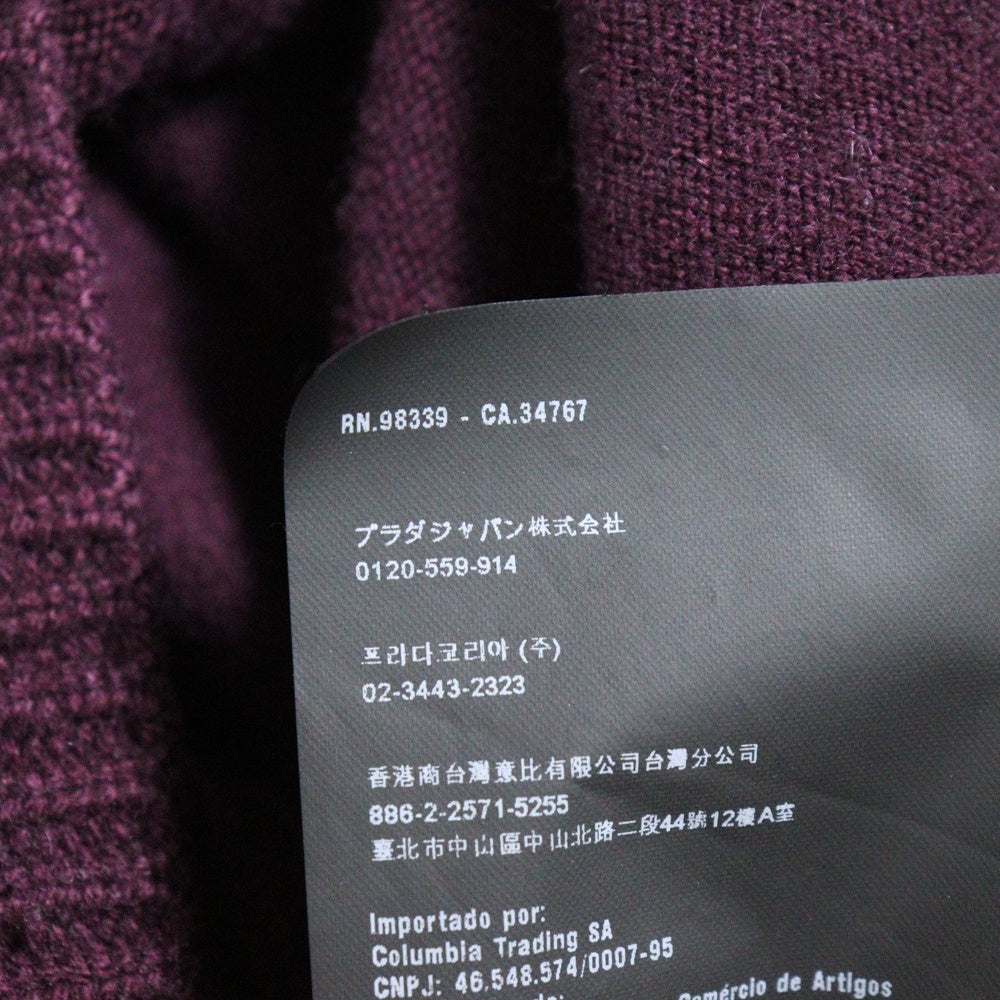 RN.98339 - CA.34767
プラダジャパン株式会社
0120-559-914
프라다코리아 (주)
02-3443-2323
香港商台灣意比有限公司台灣分公司
886-2-2571-5255
臺北市中山區中山北路二段44號12樓A室
Importado por:
Columbia Trading SA
CNPJ: 46.548.574/0007-95
Comércio de Artigos